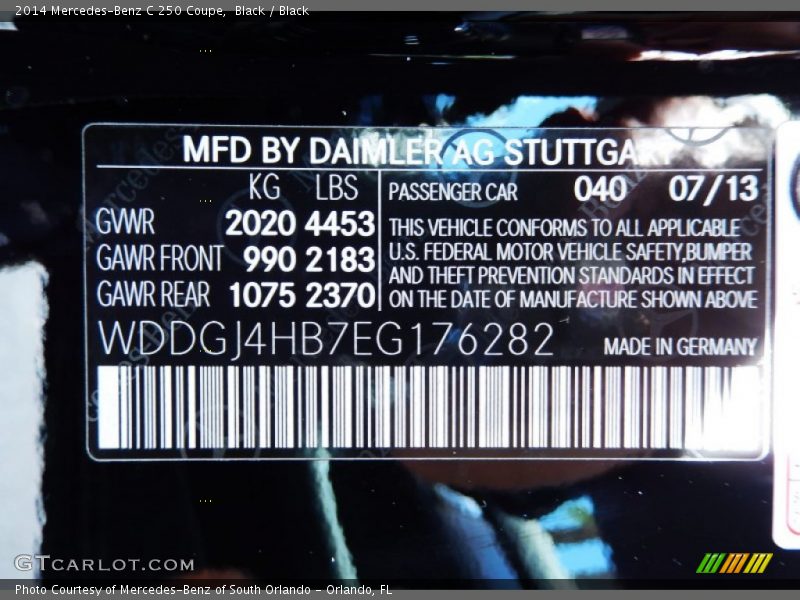 2014 Mercedes-Benz C 250 Coupe, Black / Black
MFD BY DAIMLER AG STUTTGART
KG LBS
GVWR 2020 4453
GAWR FRONT 990 2183
GAWR REAR 1075 2370
PASSENGER CAR 040 07/13
THIS VEHICLE CONFORMS TO ALL APPLICABLE
U.S. FEDERAL MOTOR VEHICLE SAFETY,BUMPER
AND THEFT PREVENTION STANDARDS IN EFFECT
ON THE DATE OF MANUFACTURE SHOWN ABOVE
WDDGJ4HB7EG176282
MADE IN GERMANY
GTCARLOT.COM
Photo Courtesy of Mercedes-Benz of South Orlando - Orlando, FL